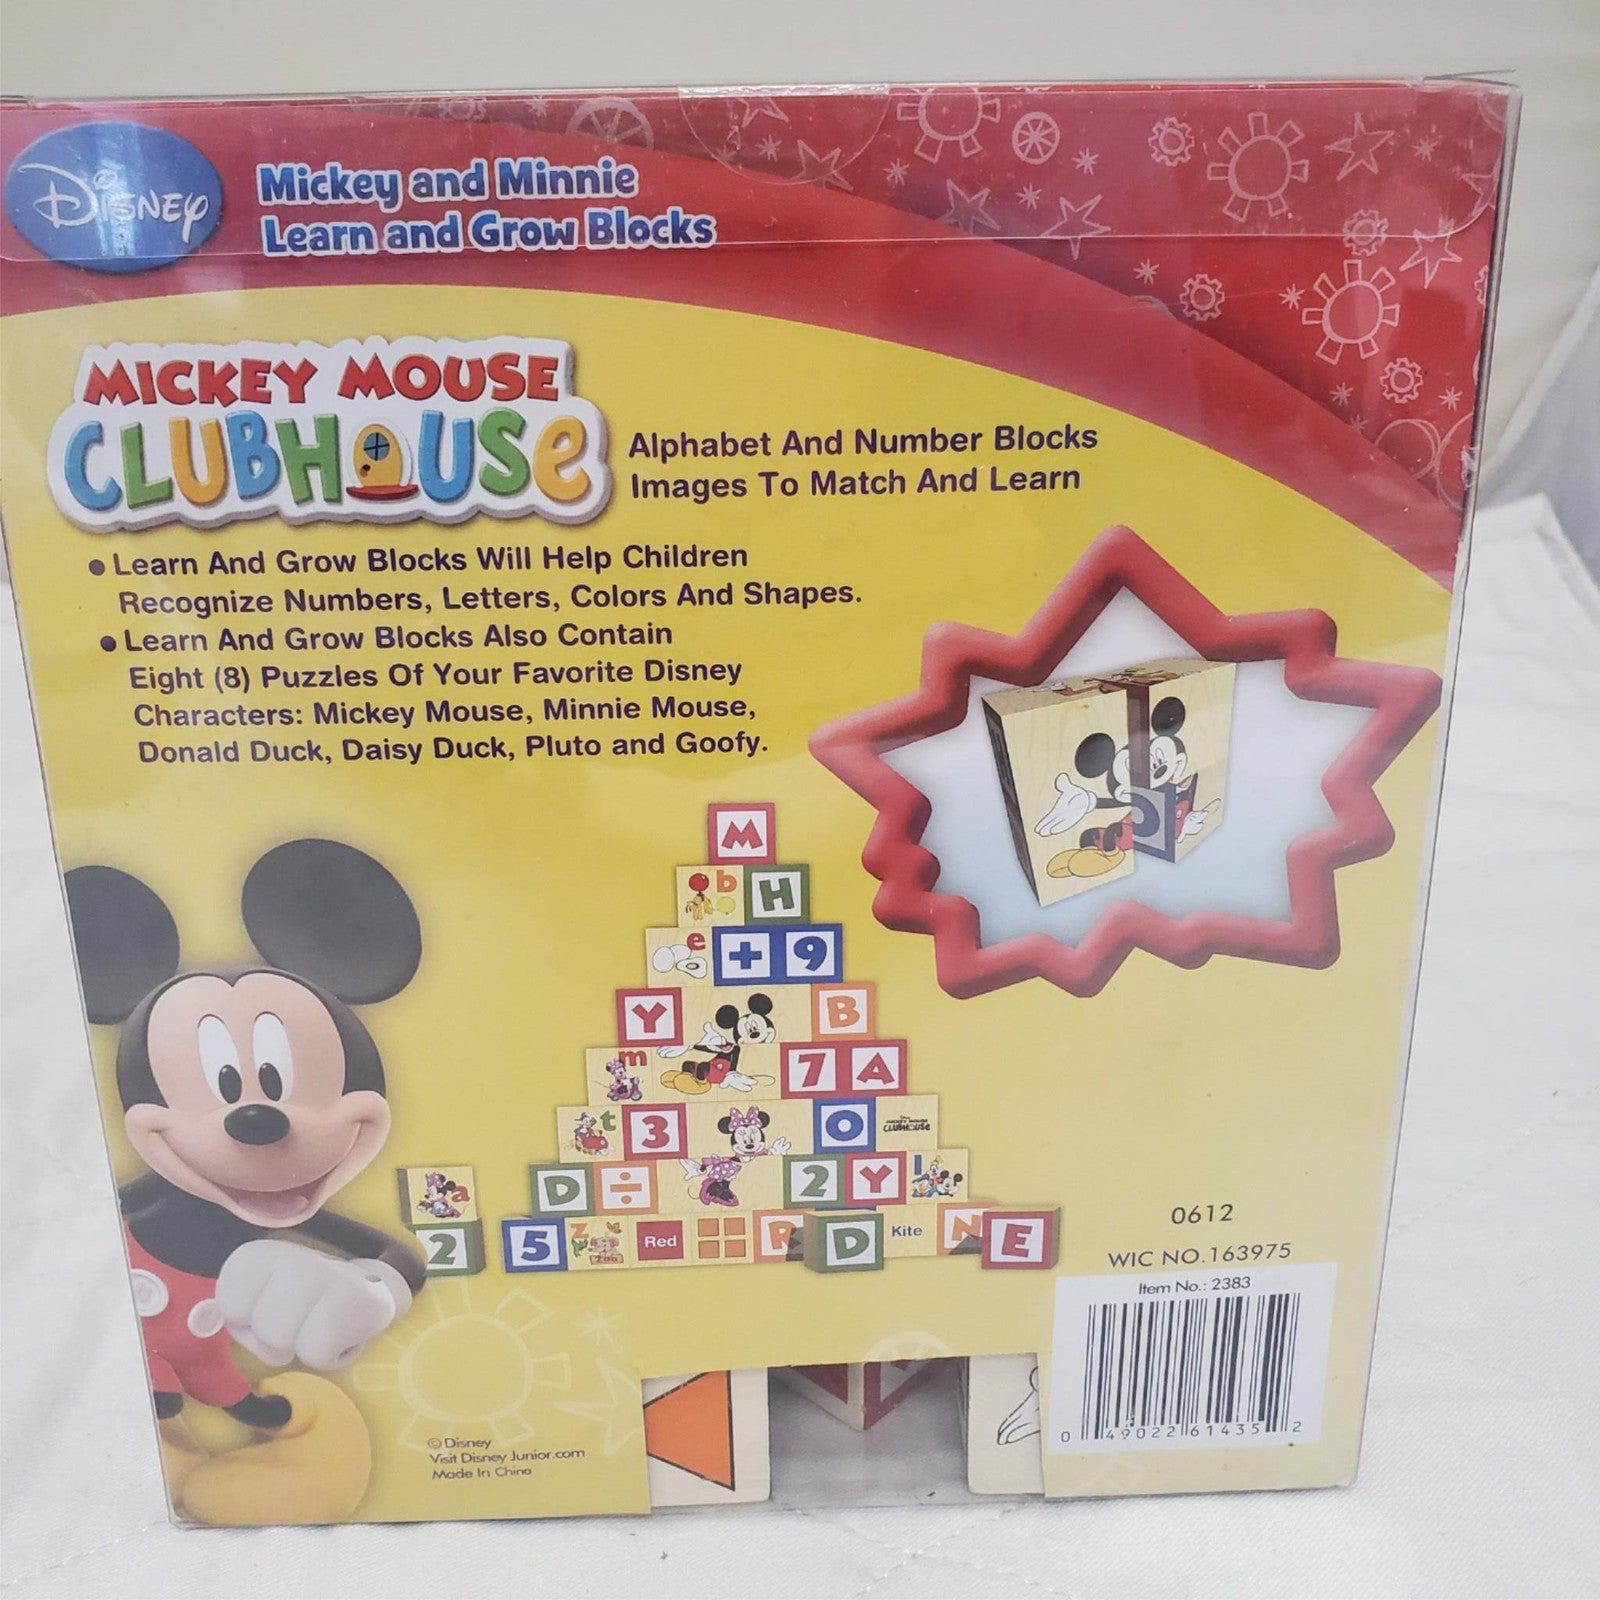 Disney
Mickey and Minnie
Learn and Grow Blocks
MICKEY MOUSE
CLUBHOUSE
Alphabet And Number Blocks
Images To Match And Learn
• Learn And Grow Blocks Will Help Children
Recognize Numbers, Letters, Colors And Shapes.
• Learn And Grow Blocks Also Contain
Eight (8) Puzzles Of Your Favorite Disney
Characters: Mickey Mouse, Minnie Mouse,
Donald Duck, Daisy Duck, Pluto and Goofy.
M
b H
e + 9
Y B
m 7 A
t 3 O MICKEY MOUSE CLUBHOUSE
a D ÷ 2 Y l
2 5 Z Zoo Red R D Kite N E
0612
WIC NO.163975
Item No.: 2383
0 49022 61435 2
© Disney
Visit Disney Junior.com
Made In China